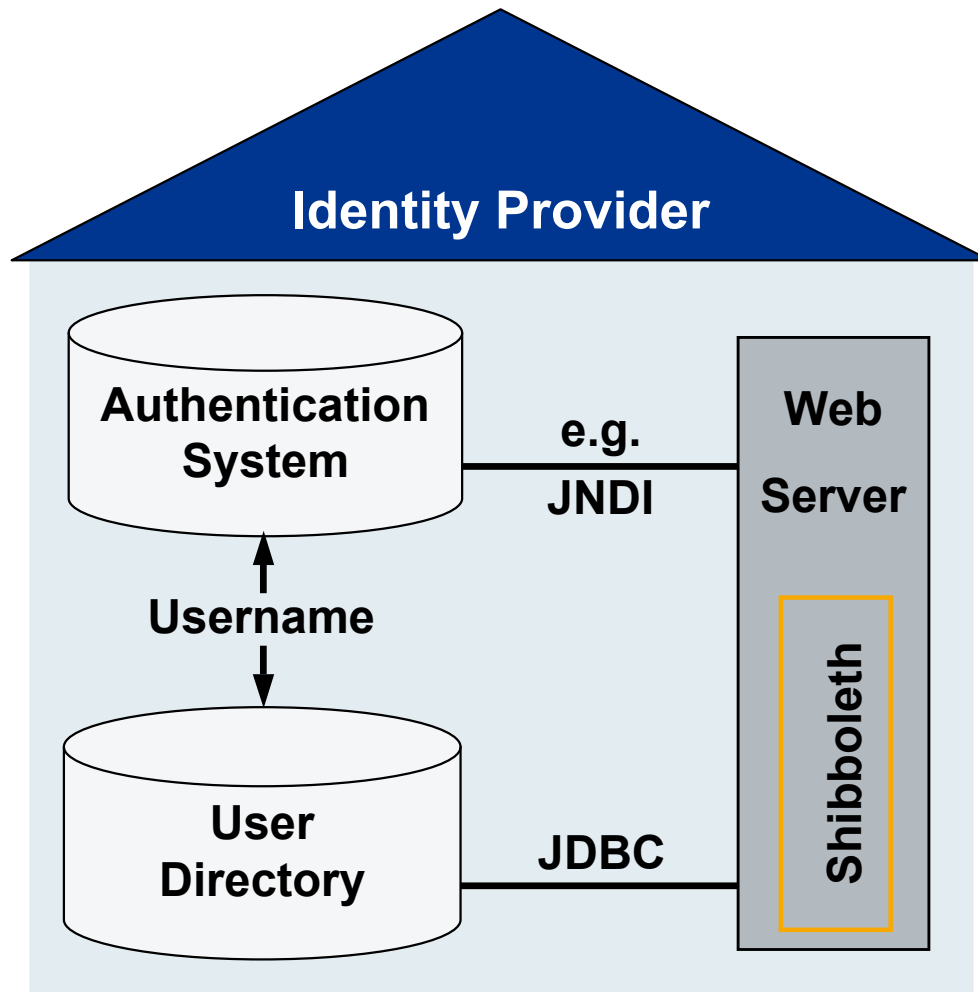 Identity Provider
Authentication
System
e.g.
JNDI
Web
Server
Username
Shibboleth
User
Directory
JDBC